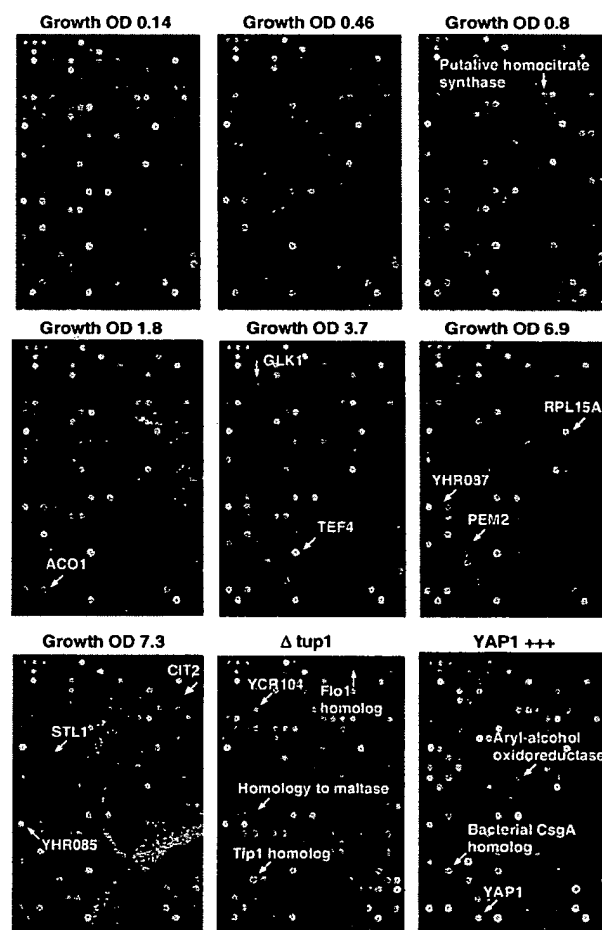 Growth OD 0.14
Growth OD 0.46
Growth OD 0.8
Putative homocitrate
synthase
Growth OD 1.8
Growth OD 3.7
Growth OD 6.9
GLK1
RPL15A
YHR087
PEM2
TEF4
ACO1
Growth OD 7.3
Δ tup1
YAP1 +++
CIT2
YCR104
Flo1
homolog
STL1
Aryl-alcohol
oxidoreductase
Homology to maltase
YHR085
Bacterial CsgA
homolog
Tip1 homolog
YAP1